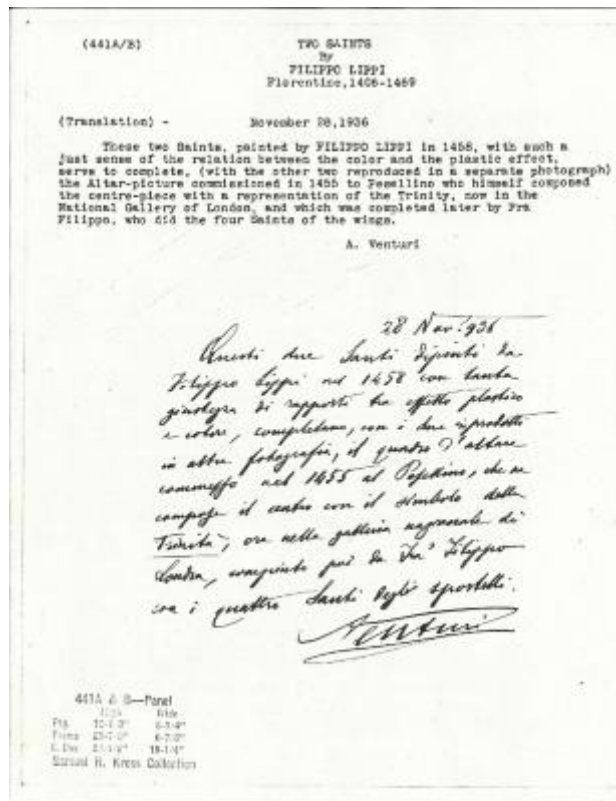 (441A/B)
TWO SAINTS
By
FILIPPO LIPPI
Florentine, 1406-1469
(Translation) - November 28, 1936
These two Saints, painted by FILIPPO LIPPI in 1458, with such a
just sense of the relation between the color and the plastic effect,
serve to complete, (with the other two reproduced in a separate photograph)
the Altar-picture commissioned in 1455 to Pesellino who himself composed
the centre-piece with a representation of the Trinity, now in the
National Gallery of London, and which was completed later by Fra
Filippo, who did the four Saints of the wings.
A. Venturi
28 Nov. 936
Questi due Santi dipinti da
Filippo Lippi nel 1458 con tanta
giustezza di rapporti tra effetto plastico
e colore, completano, con i due riprodotti
in altra fotografia, il quadro d'altare
commesso nel 1455 al Pesellino, che ne
compose il centro con il simbolo della
Trinità, ora nella galleria nazionale di
Londra, compiuto poi da Fra' Filippo
con i quattro Santi degli sportelli.
Venturi
441A & B—Panel
High Wide
Samuel H. Kress Collection